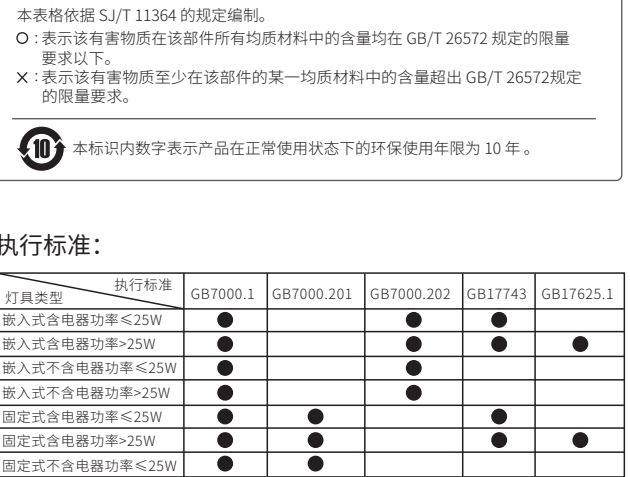 本表格依据 SJ/T 11364 的规定编制。
O：表示该有害物质在该部件所有均质材料中的含量均在 GB/T 26572 规定的限量
要求以下。
×：表示该有害物质至少在该部件的某一均质材料中的含量超出 GB/T 26572规定
的限量要求。
10 本标识内数字表示产品在正常使用状态下的环保使用年限为 10 年 。
执行标准：
灯具类型 执行标准 GB7000.1 GB7000.201 GB7000.202 GB17743 GB17625.1
嵌入式含电器功率≤25W ● ● ●
嵌入式含电器功率>25W ● ● ● ●
嵌入式不含电器功率≤25W ● ●
嵌入式不含电器功率>25W ● ●
固定式含电器功率≤25W ● ● ●
固定式含电器功率>25W ● ● ● ●
固定式不含电器功率≤25W ● ●